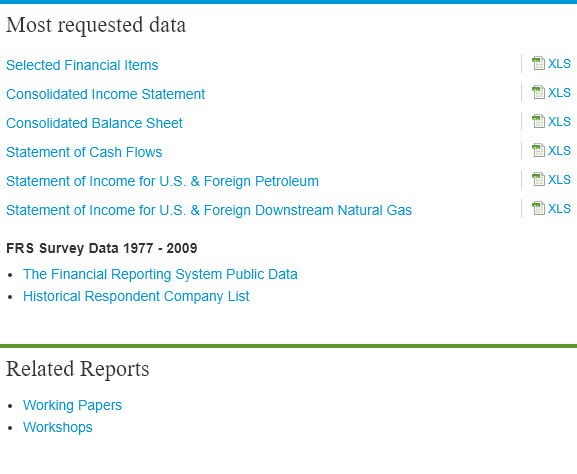 Most requested data
Selected Financial Items XLS
Consolidated Income Statement XLS
Consolidated Balance Sheet XLS
Statement of Cash Flows XLS
Statement of Income for U.S. & Foreign Petroleum XLS
Statement of Income for U.S. & Foreign Downstream Natural Gas XLS
FRS Survey Data 1977 - 2009
• The Financial Reporting System Public Data
• Historical Respondent Company List
Related Reports
• Working Papers
• Workshops